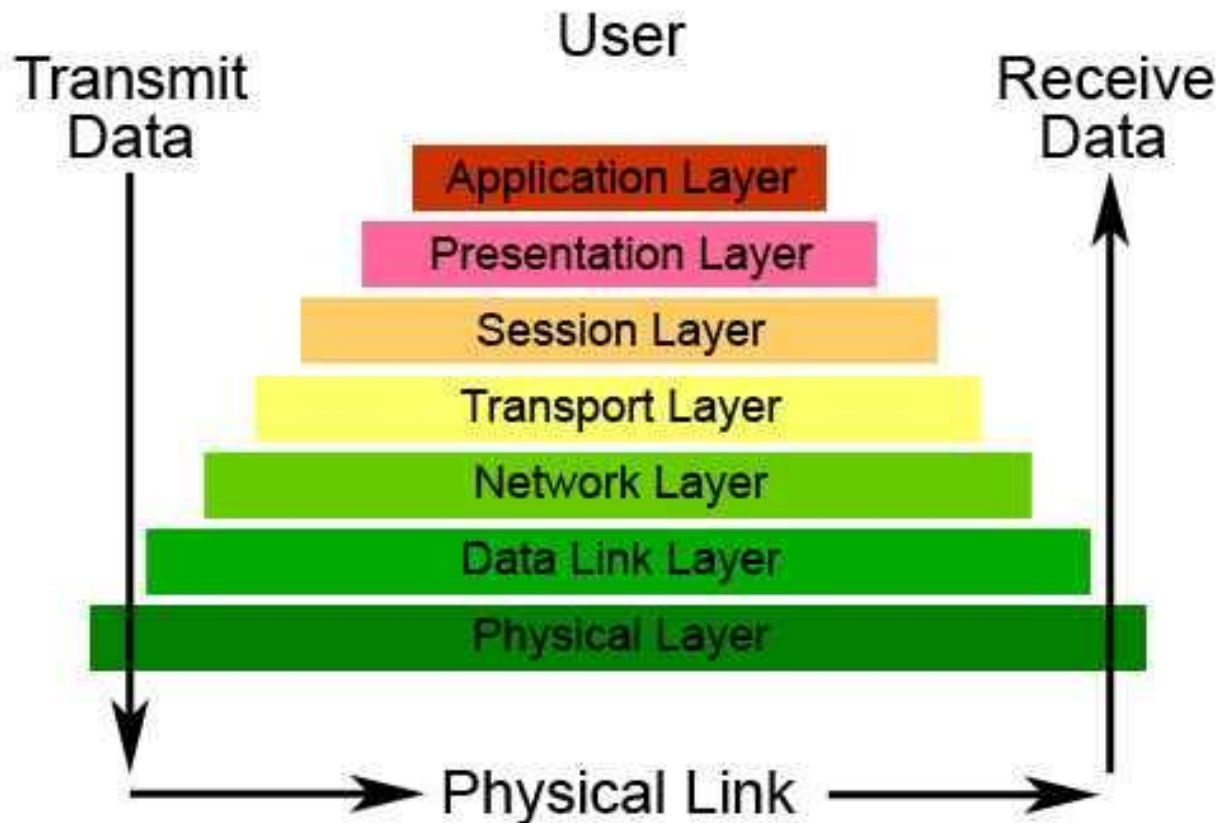 User
Transmit
Data
Receive
Data
Application Layer
Presentation Layer
Session Layer
Transport Layer
Network Layer
Data Link Layer
Physical Layer
Physical Link